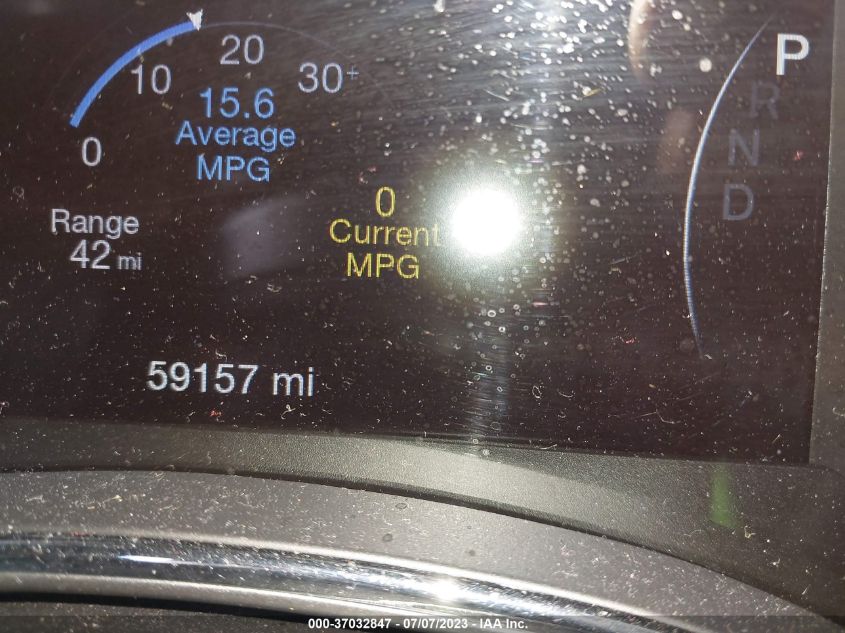 0 10 20 30+
15.6
Average
MPG
Range
42 mi
0
Current
MPG
59157 mi
P
R
N
D
000-37032847 - 07/07/2023 - IAA Inc.